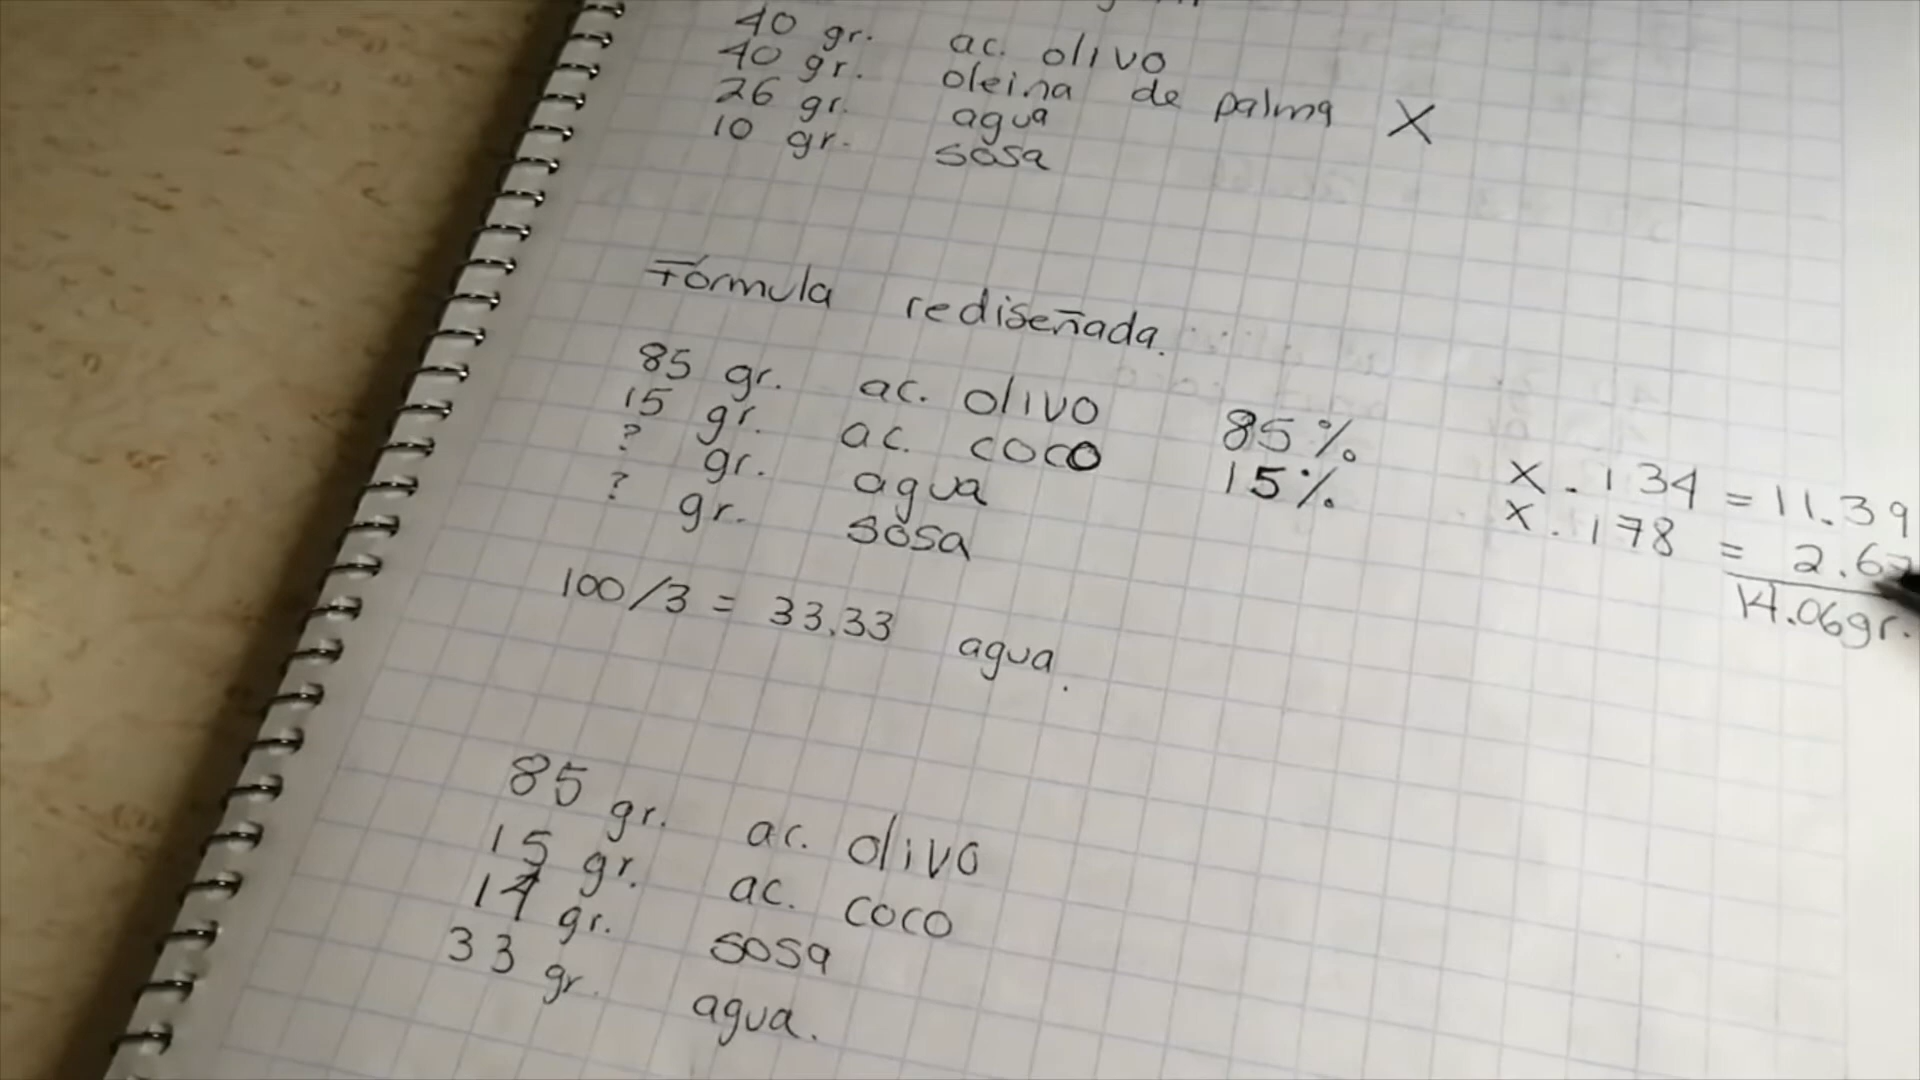 40 gr. ac. olivo
40 gr. oleina de palma X
26 gr. agua
10 gr. sosa
Fórmula rediseñada.
85 gr. ac. olivo 85% X .134 = 11.39
15 gr. ac. coco 15% X .178 = 2.67
? gr. agua 14.06gr.
? gr. sosa
100/3 = 33.33 agua.
85 gr. ac. olivo
15 gr. ac. coco
14 gr. sosa
33 gr. agua.